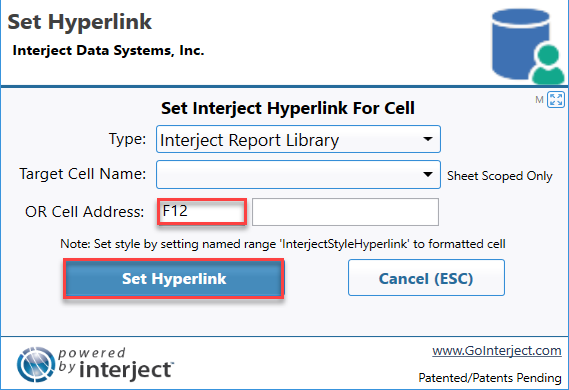 Set Hyperlink
Interject Data Systems, Inc.
M
Set Interject Hyperlink For Cell
Type: Interject Report Library
Target Cell Name: Sheet Scoped Only
OR Cell Address: F12
Note: Set style by setting named range 'InterjectStyleHyperlink' to formatted cell
Set Hyperlink Cancel (ESC)
powered by interject™
www.GoInterject.com
Patented/Patents Pending